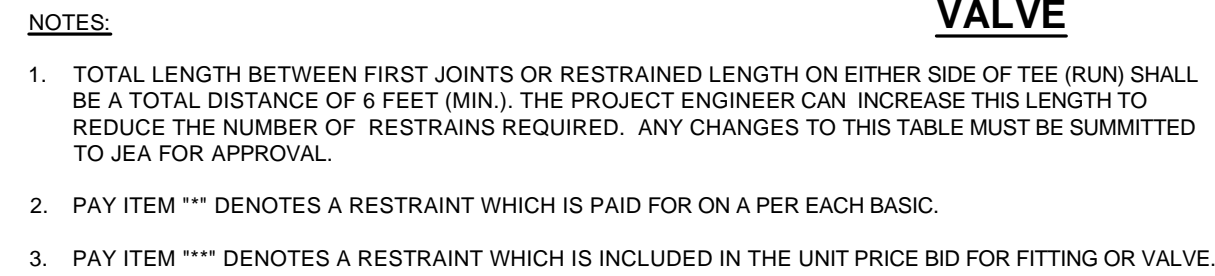 VALVE
NOTES:
1. TOTAL LENGTH BETWEEN FIRST JOINTS OR RESTRAINED LENGTH ON EITHER SIDE OF TEE (RUN) SHALL
BE A TOTAL DISTANCE OF 6 FEET (MIN.). THE PROJECT ENGINEER CAN INCREASE THIS LENGTH TO
REDUCE THE NUMBER OF RESTRAINS REQUIRED. ANY CHANGES TO THIS TABLE MUST BE SUMMITTED
TO JEA FOR APPROVAL.
2. PAY ITEM "*" DENOTES A RESTRAINT WHICH IS PAID FOR ON A PER EACH BASIC.
3. PAY ITEM "**" DENOTES A RESTRAINT WHICH IS INCLUDED IN THE UNIT PRICE BID FOR FITTING OR VALVE.